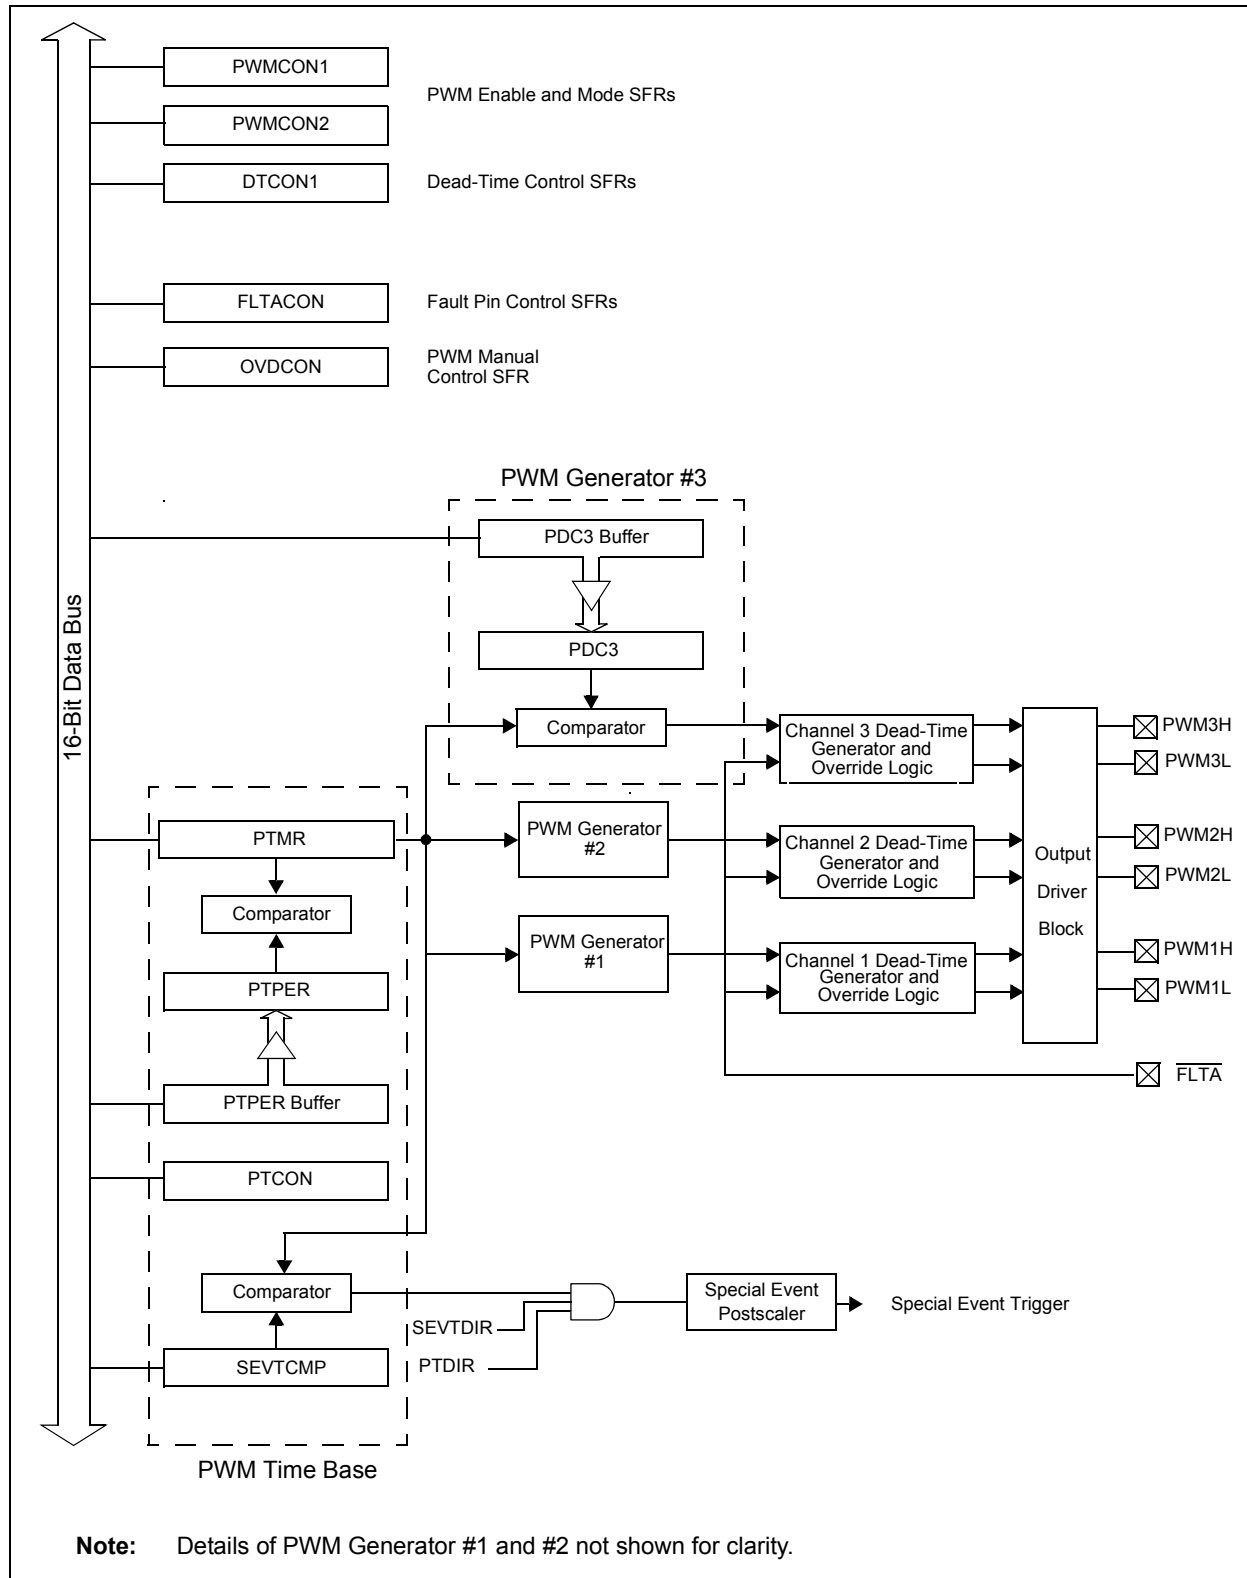 PWMCON1
PWM Enable and Mode SFRs
PWMCON2
DTCON1
Dead-Time Control SFRs
FLTACON
Fault Pin Control SFRs
OVDCON
PWM Manual
Control SFR
16-Bit Data Bus
PWM Generator #3
PDC3 Buffer
PDC3
Comparator
Channel 3 Dead-Time
Generator and
Override Logic
PWM3H
PWM3L
PTMR
PWM Generator
#2
Channel 2 Dead-Time
Generator and
Override Logic
Output
Driver
Block
PWM2H
PWM2L
Comparator
PWM Generator
#1
Channel 1 Dead-Time
Generator and
Override Logic
PWM1H
PWM1L
PTPER
FLTA
PTPER Buffer
PTCON
Comparator
SEVTDIR
PTDIR
Special Event
Postscaler
Special Event Trigger
SEVTCMP
PWM Time Base
Note: Details of PWM Generator #1 and #2 not shown for clarity.